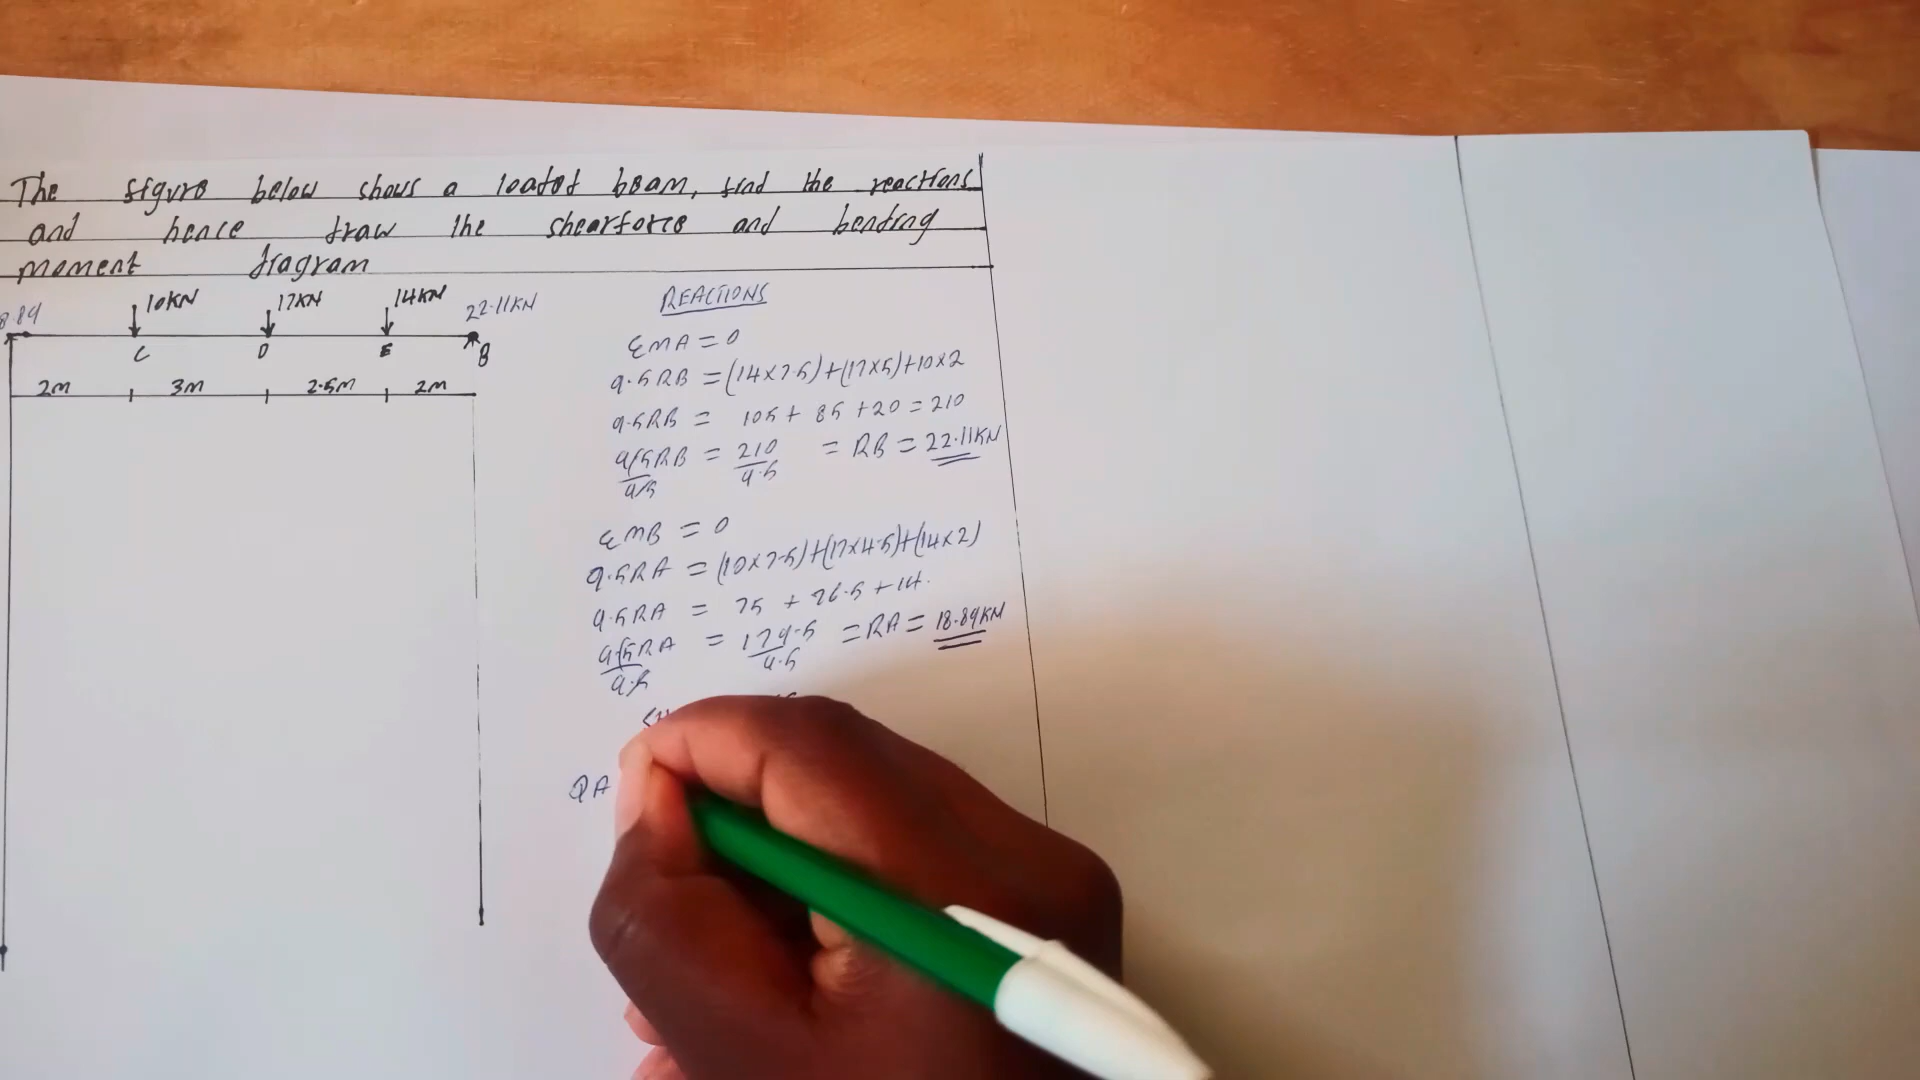 The figure below shows a loaded beam, find the reactions
and hence draw the shearforce and bending
moment diagram
10KN 17KN 14KN 22.11KN
8.89
C D E B
2m 3m 2.5m 2m
REACTIONS
ΣMA = 0
9.5RB = (14×7.5)+(17×5)+10×2
9.5RB = 105 + 85 + 20 = 210
9.5RB = 210 = RB = 22.11KN
9.5 9.5
ΣMB = 0
9.5RA = (10×7.5)+(17×4.5)+(14×2)
9.5RA = 75 + 76.5 + 14.
9.5RA = 179.5 = RA = 18.89KN
9.5 9.5
QA